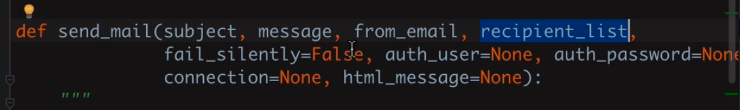 def send_mail(subject, message, from_email, recipient_list,
fail_silently=False, auth_user=None, auth_password=None
connection=None, html_message=None):
"""